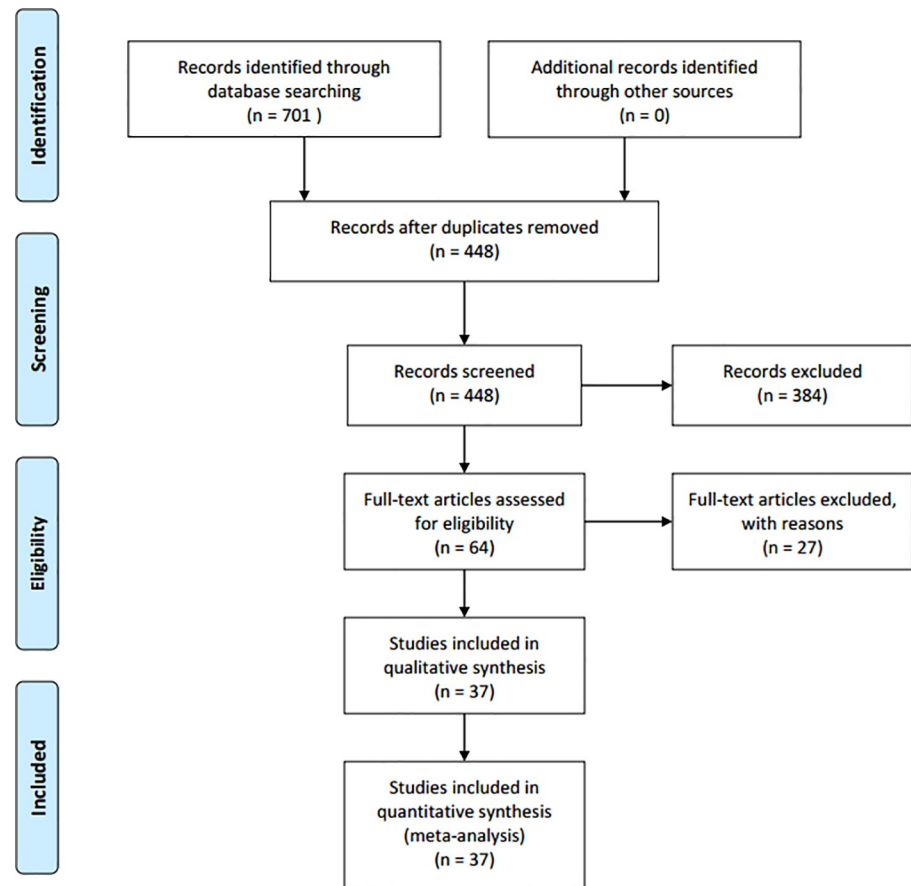 Identification
Records identified through
database searching
(n = 701 )
Additional records identified
through other sources
(n = 0)
Records after duplicates removed
(n = 448)
Screening
Records screened
(n = 448)
Records excluded
(n = 384)
Eligibility
Full-text articles assessed
for eligibility
(n = 64)
Full-text articles excluded,
with reasons
(n = 27)
Studies included in
qualitative synthesis
(n = 37)
Included
Studies included in
quantitative synthesis
(meta-analysis)
(n = 37)